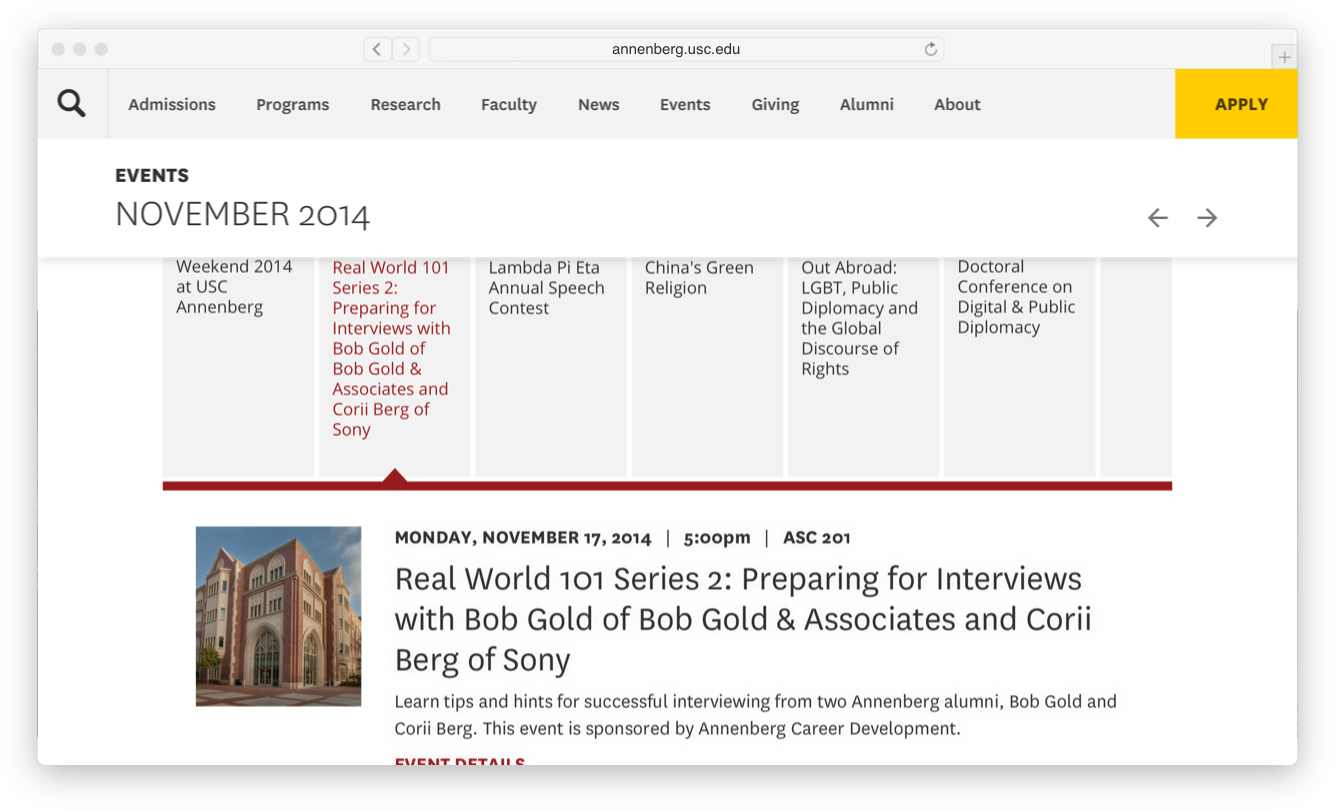 annenberg.usc.edu
Admissions Programs Research Faculty News Events Giving Alumni About APPLY
EVENTS
NOVEMBER 2014
Weekend 2014
at USC
Annenberg
Real World 101
Series 2:
Preparing for
Interviews with
Bob Gold of
Bob Gold &
Associates and
Corii Berg of
Sony
Lambda Pi Eta
Annual Speech
Contest
China's Green
Religion
Out Abroad:
LGBT, Public
Diplomacy and
the Global
Discourse of
Rights
Doctoral
Conference on
Digital & Public
Diplomacy
MONDAY, NOVEMBER 17, 2014 | 5:00pm | ASC 201
Real World 101 Series 2: Preparing for Interviews
with Bob Gold of Bob Gold & Associates and Corii
Berg of Sony
Learn tips and hints for successful interviewing from two Annenberg alumni, Bob Gold and
Corii Berg. This event is sponsored by Annenberg Career Development.
EVENT DETAILS